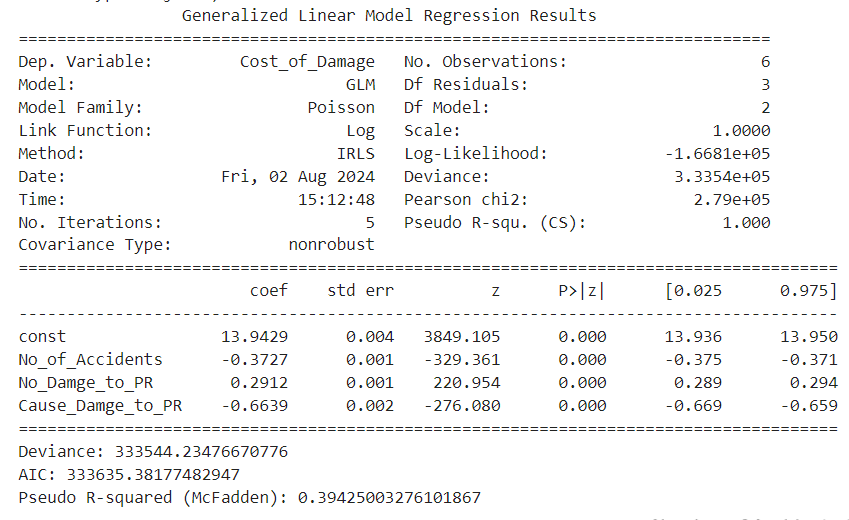 Generalized Linear Model Regression Results
==============================================================================
Dep. Variable: Cost_of_Damage No. Observations: 6
Model: GLM Df Residuals: 3
Model Family: Poisson Df Model: 2
Link Function: Log Scale: 1.0000
Method: IRLS Log-Likelihood: -1.6681e+05
Date: Fri, 02 Aug 2024 Deviance: 3.3354e+05
Time: 15:12:48 Pearson chi2: 2.79e+05
No. Iterations: 5 Pseudo R-squ. (CS): 1.000
Covariance Type: nonrobust
=====================================================================================
coef std err z P>|z| [0.025 0.975]
-------------------------------------------------------------------------------------
const 13.9429 0.004 3849.105 0.000 13.936 13.950
No_of_Accidents -0.3727 0.001 -329.361 0.000 -0.375 -0.371
No_Damge_to_PR 0.2912 0.001 220.954 0.000 0.289 0.294
Cause_Damge_to_PR -0.6639 0.002 -276.080 0.000 -0.669 -0.659
=====================================================================================
Deviance: 333544.23476670776
AIC: 333635.38177482947
Pseudo R-squared (McFadden): 0.39425003276101867